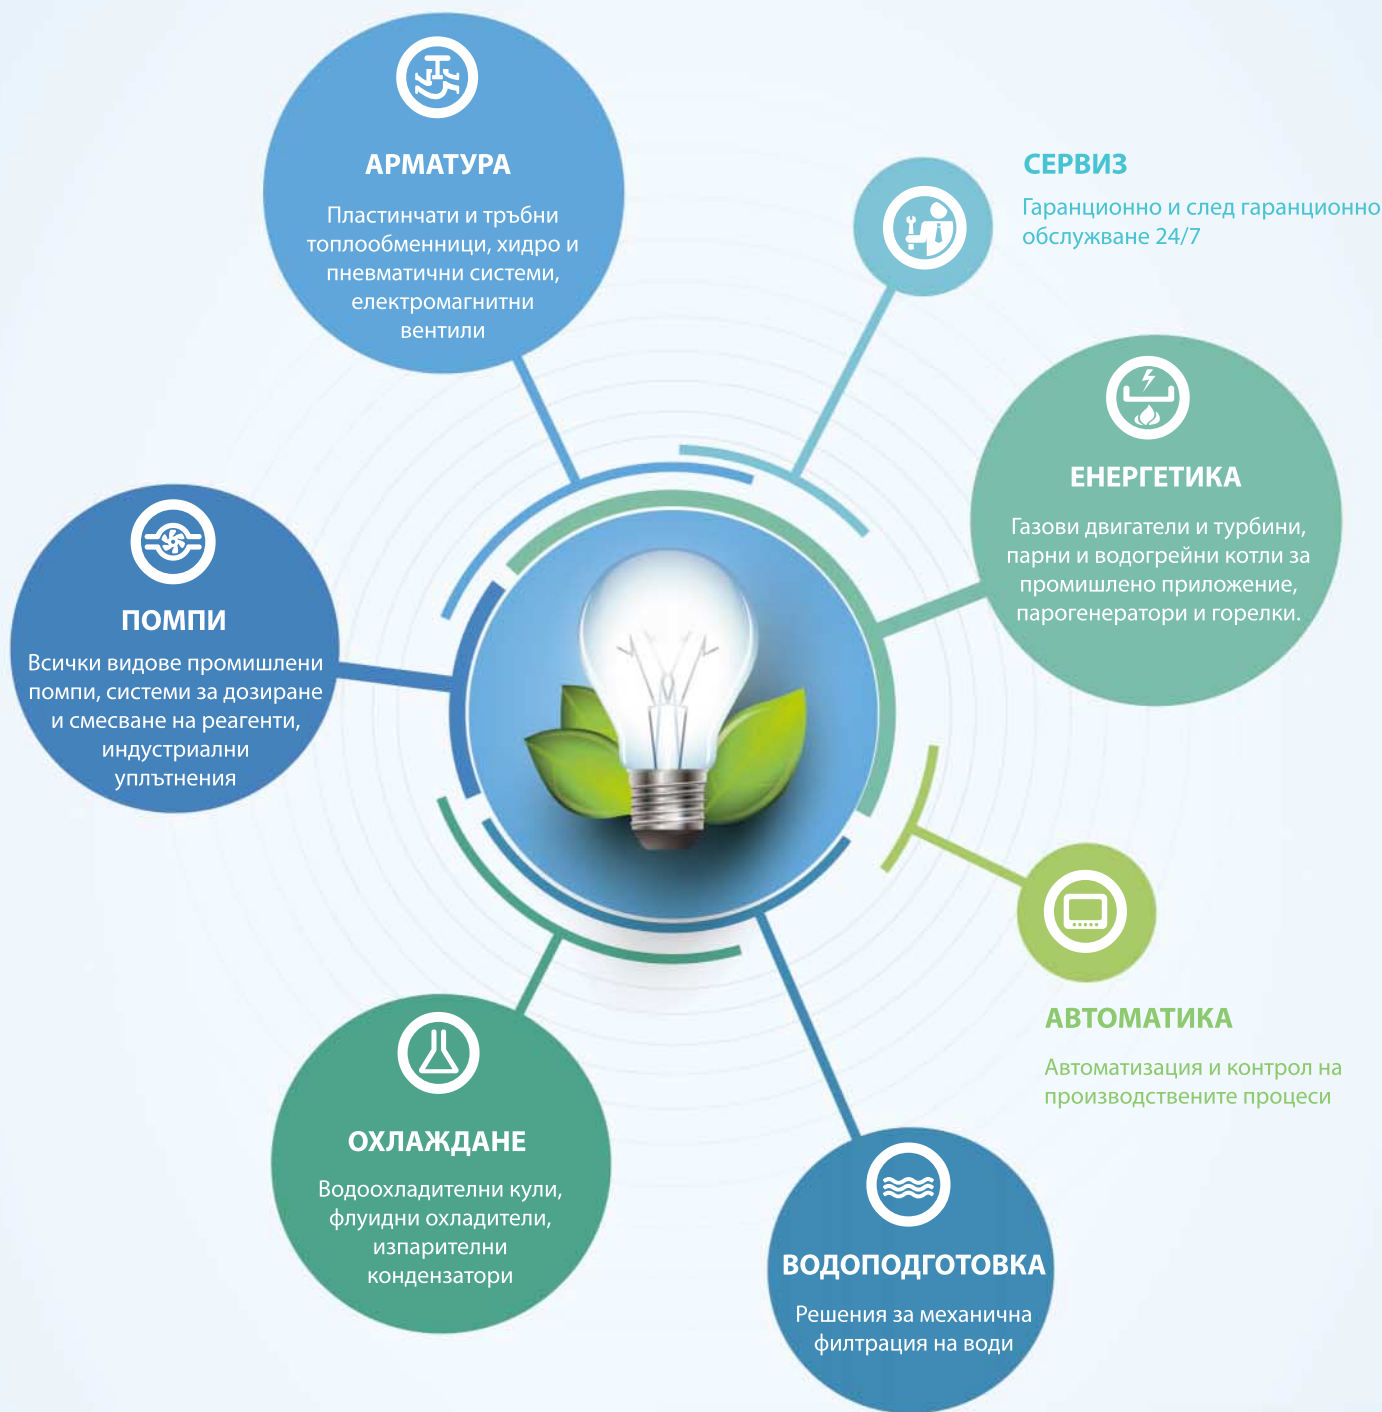 АРМАТУРА
Пластинчати и тръбни
топлообменници, хидро и
пневматични системи,
електромагнитни
вентили
СЕРВИЗ
Гаранционно и след гаранционно
обслужване 24/7
ЕНЕРГЕТИКА
Газови двигатели и турбини,
парни и водогрейни котли за
промишлено приложение,
парогенератори и горелки.
ПОМПИ
Всички видове промишлени
помпи, системи за дозиране
и смесване на реагенти,
индустриални
уплътнения
АВТОМАТИКА
Автоматизация и контрол на
производствените процеси
ОХЛАЖДАНЕ
Водоохладителни кули,
флуидни охладители,
изпарителни
кондензатори
ВОДОПОДГОТОВКА
Решения за механична
филтрация на води